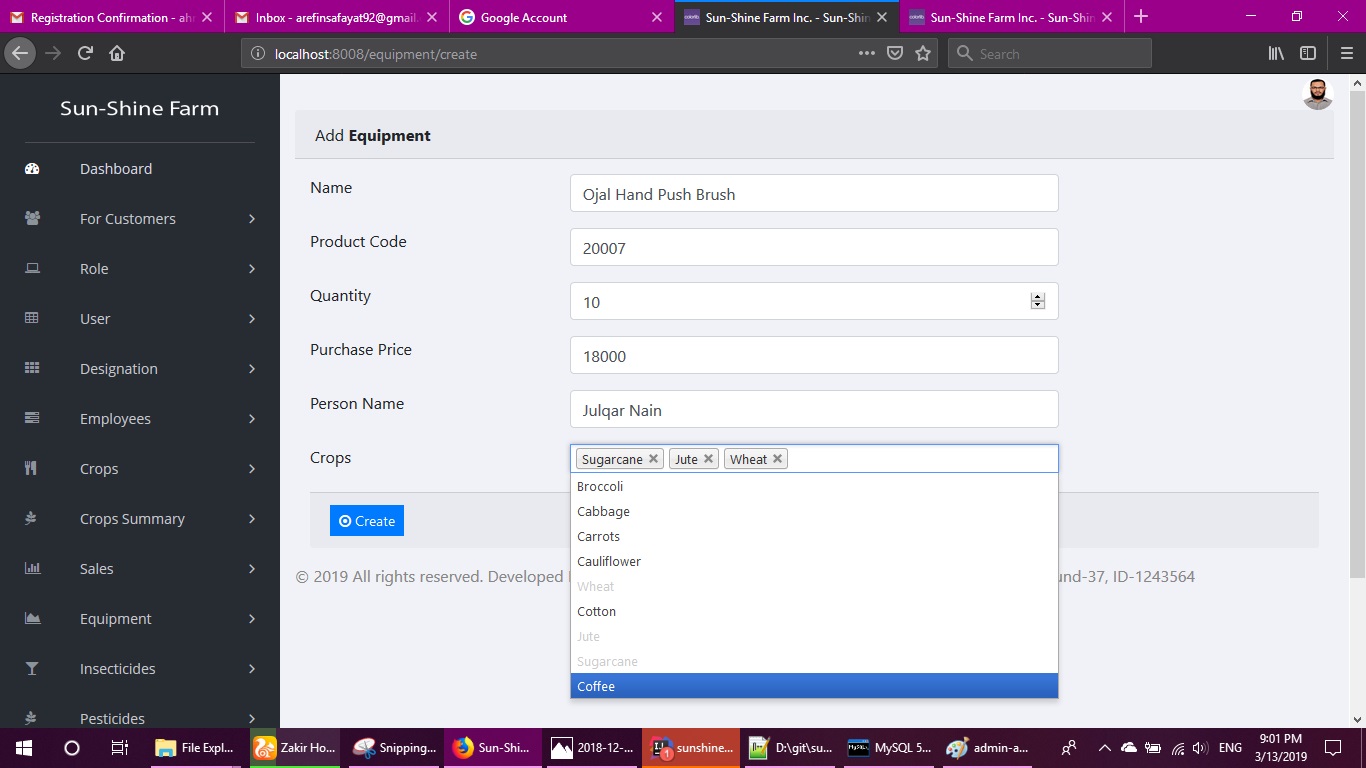 Registration Confirmation - ah
Inbox - arefinsafayat92@gmail.
Google Account
Sun-Shine Farm Inc. - Sun-Shin
Sun-Shine Farm Inc. - Sun-Shin
localhost:8008/equipment/create
Search
Sun-Shine Farm
Dashboard
For Customers
Role
User
Designation
Employees
Crops
Crops Summary
Sales
Equipment
Insecticides
Pesticides
Add Equipment
Name
Ojal Hand Push Brush
Product Code
20007
Quantity
10
Purchase Price
18000
Person Name
Julqar Nain
Crops
Sugarcane
Jute
Wheat
Broccoli
Cabbage
Carrots
Cauliflower
Wheat
Cotton
Jute
Sugarcane
Coffee
Create
© 2019 All rights reserved. Developed
und-37, ID-1243564
File Expl...
Zakir Ho...
Snipping...
Sun-Shi...
2018-12-...
sunshine...
D:\git\su...
MySQL 5...
admin-a...
ENG
9:01 PM
3/13/2019